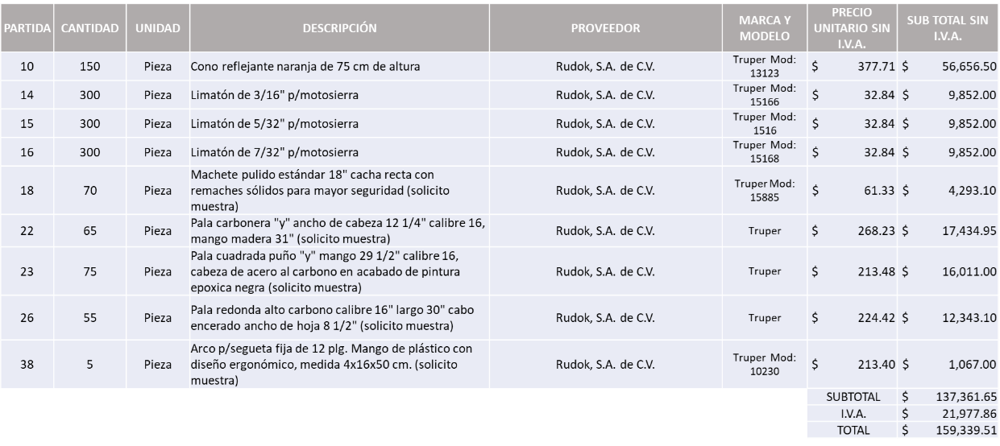 PARTIDA CANTIDAD UNIDAD DESCRIPCIÓN PROVEEDOR MARCA Y MODELO PRECIO UNITARIO SIN I.V.A. SUB TOTAL SIN I.V.A.
10 150 Pieza Cono reflejante naranja de 75 cm de altura Rudok, S.A. de C.V. Truper Mod: 13123 $ 377.71 $ 56,656.50
14 300 Pieza Limatón de 3/16" p/motosierra Rudok, S.A. de C.V. Truper Mod: 15166 $ 32.84 $ 9,852.00
15 300 Pieza Limatón de 5/32" p/motosierra Rudok, S.A. de C.V. Truper Mod: 1516 $ 32.84 $ 9,852.00
16 300 Pieza Limatón de 7/32" p/motosierra Rudok, S.A. de C.V. Truper Mod: 15168 $ 32.84 $ 9,852.00
18 70 Pieza Machete pulido estándar 18" cacha recta con
remaches sólidos para mayor seguridad (solicito
muestra) Rudok, S.A. de C.V. Truper Mod: 15885 $ 61.33 $ 4,293.10
22 65 Pieza Pala carbonera "y" ancho de cabeza 12 1/4" calibre 16,
mango madera 31" (solicito muestra) Rudok, S.A. de C.V. Truper $ 268.23 $ 17,434.95
23 75 Pieza Pala cuadrada puño "y" mango 29 1/2" calibre 16,
cabeza de acero al carbono en acabado de pintura
epoxica negra (solicito muestra) Rudok, S.A. de C.V. Truper $ 213.48 $ 16,011.00
26 55 Pieza Pala redonda alto carbono calibre 16" largo 30" cabo
encerado ancho de hoja 8 1/2" (solicito muestra) Rudok, S.A. de C.V. Truper $ 224.42 $ 12,343.10
38 5 Pieza Arco p/segueta fija de 12 plg. Mango de plástico con
diseño ergonómico, medida 4x16x50 cm. (solicito
muestra) Rudok, S.A. de C.V. Truper Mod: 10230 $ 213.40 $ 1,067.00
SUBTOTAL $ 137,361.65
I.V.A. $ 21,977.86
TOTAL $ 159,339.51